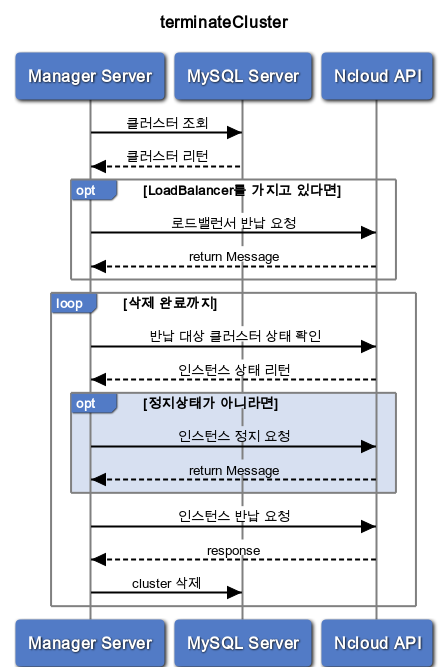 terminateCluster
Manager Server
MySQL Server
Ncloud API
클러스터 조회
클러스터 리턴
opt
[LoadBalancer를 가지고 있다면]
로드밸런서 반납 요청
return Message
loop
[삭제 완료까지]
반납 대상 클러스터 상태 확인
인스턴스 상태 리턴
opt
[정지상태가 아니라면]
인스턴스 정지 요청
return Message
인스턴스 반납 요청
response
cluster 삭제
Manager Server
MySQL Server
Ncloud API